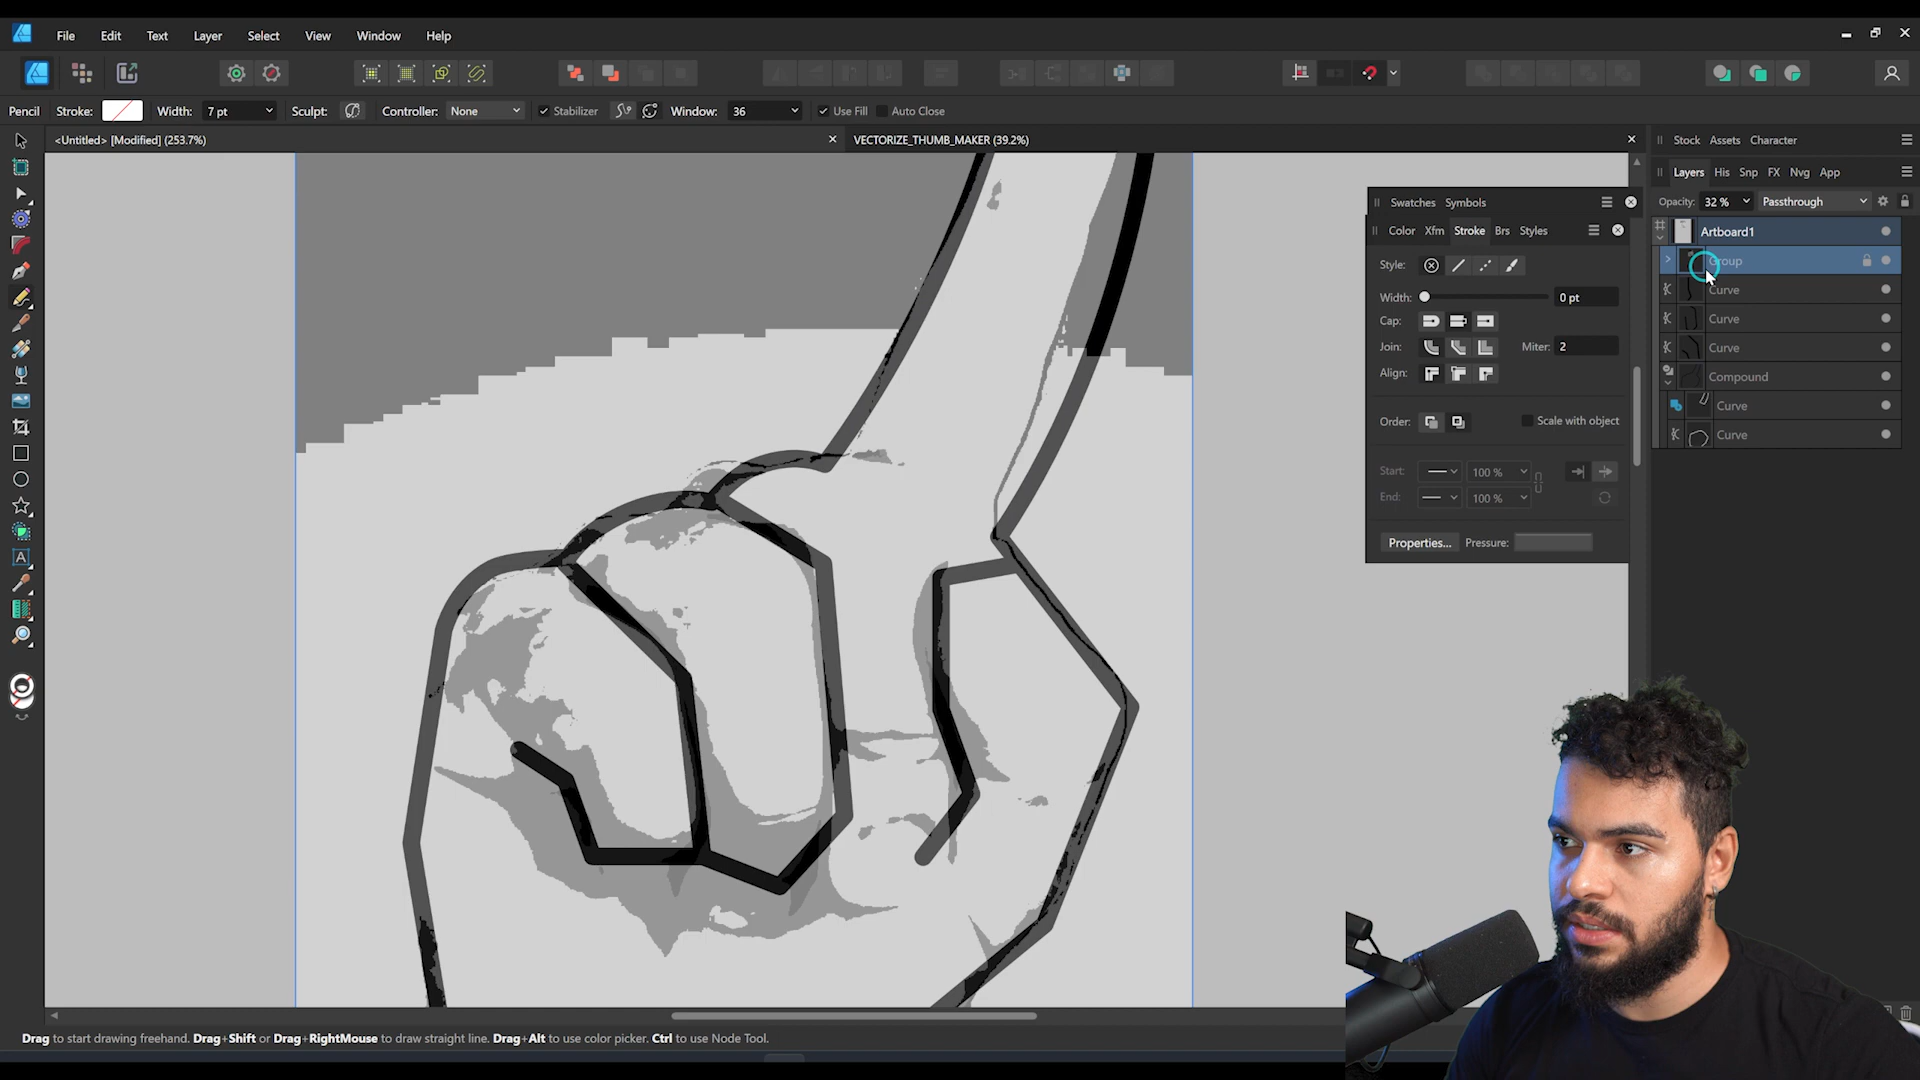 File Edit Text Layer Select View Window Help
Pencil Stroke: Width: 7 pt Sculpt: Controller: None Stabilizer Window: 36 Use Fill Auto Close
<Untitled> [Modified] (253.7%) VECTORIZE_THUMB_MAKER (39.2%)
Stock Assets Character
Layers His Snp FX Nvg App
Opacity: 32 % Passthrough
Artboard1
Group
Curve
Curve
Curve
Compound
Curve
Curve
Swatches Symbols
Color Xfm Stroke Brs Styles
Style:
Width: 0 pt
Cap:
Join: Miter: 2
Align:
Order: Scale with object
Start: 100 %
End: 100 %
Properties... Pressure:
Drag to start drawing freehand. Drag+Shift or Drag+RightMouse to draw straight line. Drag+Alt to use color picker. Ctrl to use Node Tool.